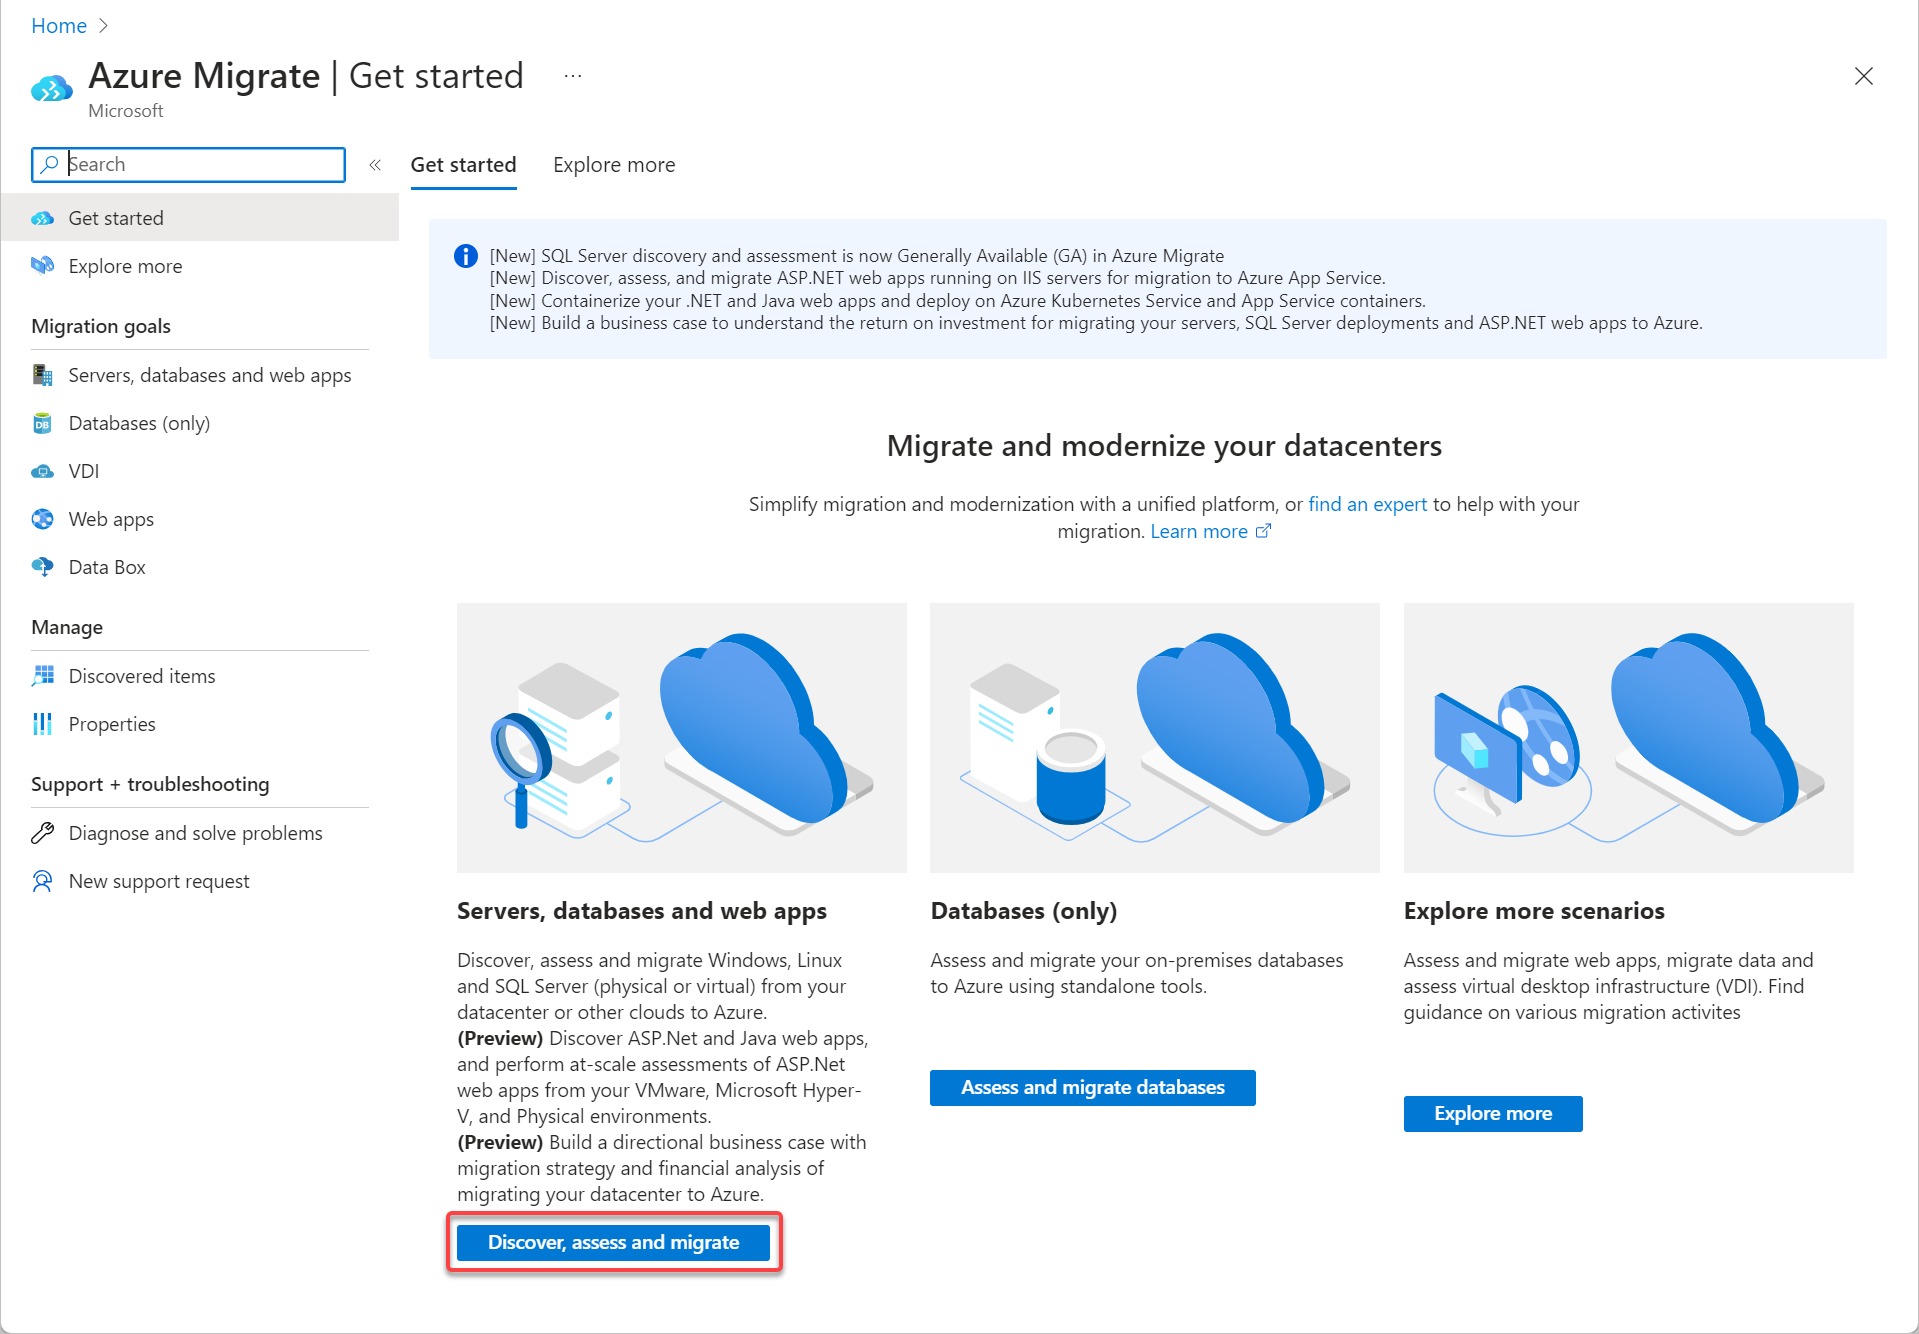 Home
Azure Migrate | Get started ...
Microsoft
Search
«
Get started
Explore more
Get started
Explore more
Migration goals
Servers, databases and web apps
Databases (only)
VDI
Web apps
Data Box
Manage
Discovered items
Properties
Support + troubleshooting
Diagnose and solve problems
New support request
[New] SQL Server discovery and assessment is now Generally Available (GA) in Azure Migrate
[New] Discover, assess, and migrate ASP.NET web apps running on IIS servers for migration to Azure App Service.
[New] Containerize your .NET and Java web apps and deploy on Azure Kubernetes Service and App Service containers.
[New] Build a business case to understand the return on investment for migrating your servers, SQL Server deployments and ASP.NET web apps to Azure.
Migrate and modernize your datacenters
Simplify migration and modernization with a unified platform, or find an expert to help with your
migration. Learn more
Servers, databases and web apps
Discover, assess and migrate Windows, Linux
and SQL Server (physical or virtual) from your
datacenter or other clouds to Azure.
(Preview) Discover ASP.Net and Java web apps,
and perform at-scale assessments of ASP.Net
web apps from your VMware, Microsoft Hyper-
V, and Physical environments.
(Preview) Build a directional business case with
migration strategy and financial analysis of
migrating your datacenter to Azure.
Discover, assess and migrate
Databases (only)
Assess and migrate your on-premises databases
to Azure using standalone tools.
Assess and migrate databases
Explore more scenarios
Assess and migrate web apps, migrate data and
assess virtual desktop infrastructure (VDI). Find
guidance on various migration activites
Explore more